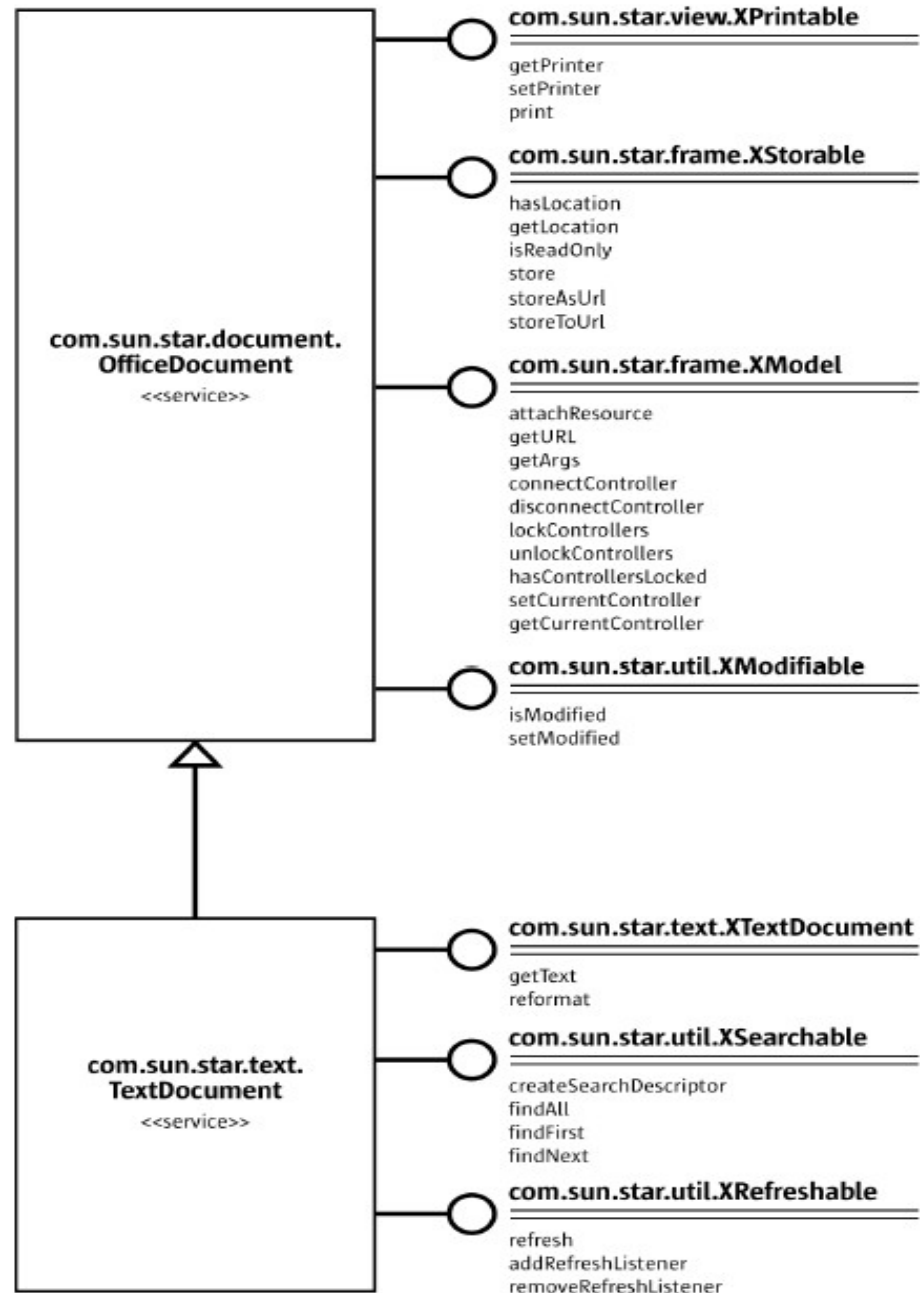 com.sun.star.view.XPrintable
getPrinter
setPrinter
print
com.sun.star.frame.XStorable
hasLocation
getLocation
isReadOnly
store
storeAsUrl
storeToUrl
com.sun.star.document.
OfficeDocument
<<service>>
com.sun.star.frame.XModel
attachResource
getURL
getArgs
connectController
disconnectController
lockControllers
unlockControllers
hasControllersLocked
setCurrentController
getCurrentController
com.sun.star.util.XModifiable
isModified
setModified
com.sun.star.text.XTextDocument
getText
reformat
com.sun.star.text.
TextDocument
<<service>>
com.sun.star.util.XSearchable
createSearchDescriptor
findAll
findFirst
findNext
com.sun.star.util.XRefreshable
refresh
addRefreshListener
removeRefreshListener